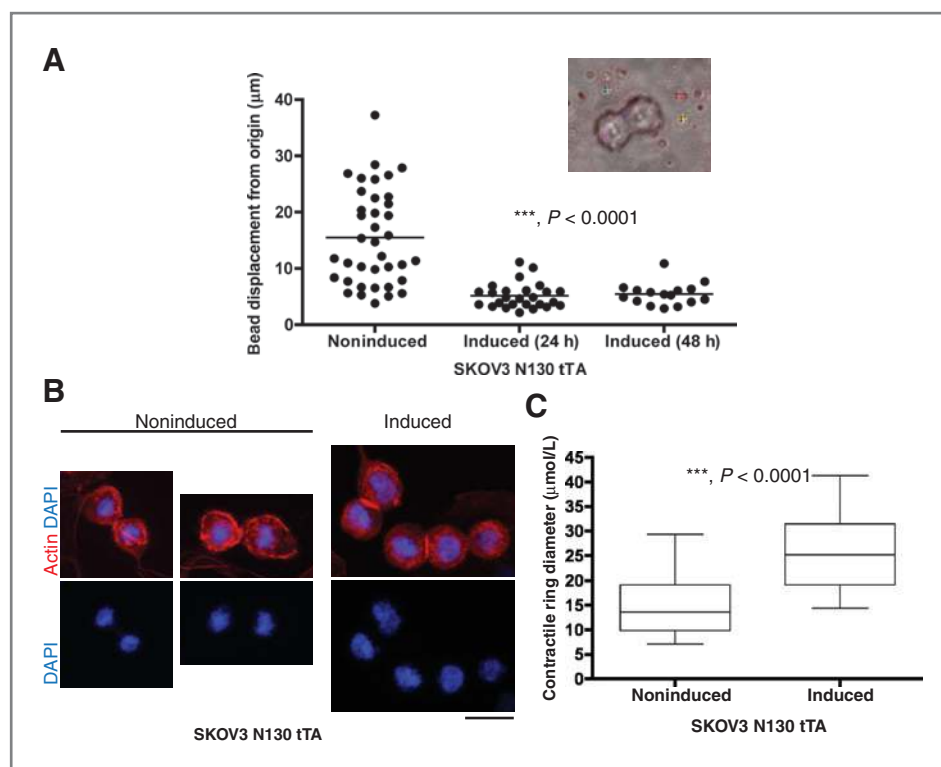 A
Bead displacement from origin (μm)
40
30
20
10
0
***, P < 0.0001
Noninduced Induced (24 h) Induced (48 h)
SKOV3 N130 tTA
B
Noninduced Induced
Actin DAPI
DAPI
SKOV3 N130 tTA
C
Contractile ring diameter (μmol/L)
45
40
35
30
25
20
15
10
5
0
***, P < 0.0001
Noninduced Induced
SKOV3 N130 tTA